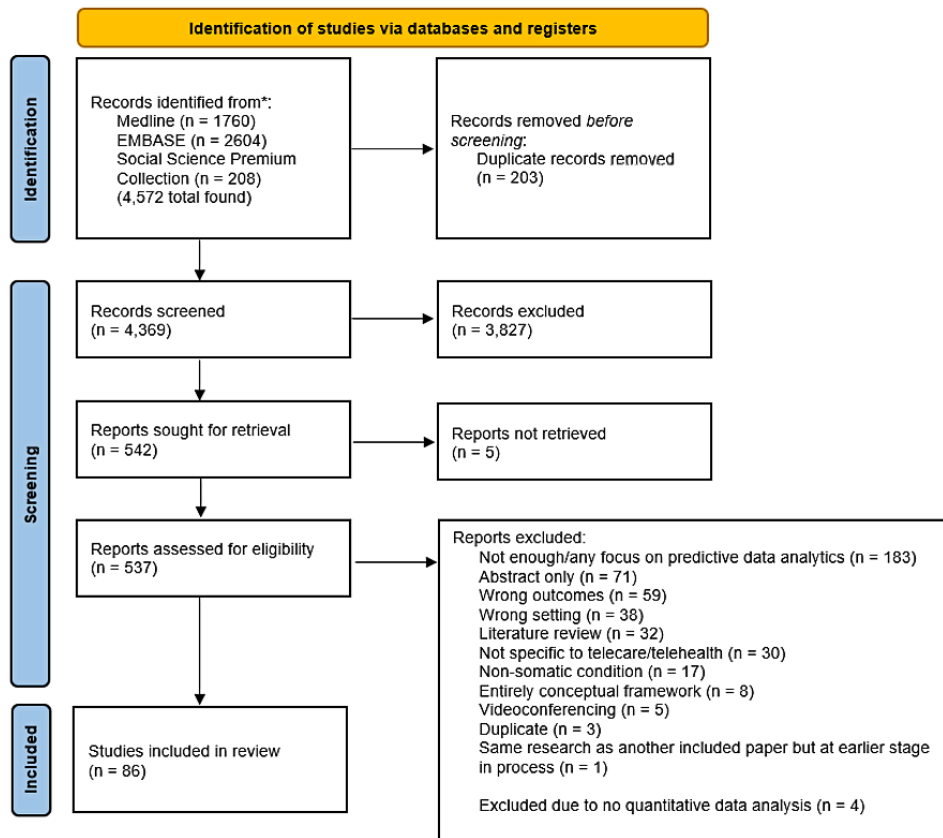 Identification of studies via databases and registers
Identification
Records identified from*:
Medline (n = 1760)
EMBASE (n = 2604)
Social Science Premium
Collection (n = 208)
(4,572 total found)
Records removed before
screening:
Duplicate records removed
(n = 203)
Screening
Records screened
(n = 4,369)
Records excluded
(n = 3,827)
Reports sought for retrieval
(n = 542)
Reports not retrieved
(n = 5)
Reports assessed for eligibility
(n = 537)
Reports excluded:
Not enough/any focus on predictive data analytics (n = 183)
Abstract only (n = 71)
Wrong outcomes (n = 59)
Wrong setting (n = 38)
Literature review (n = 32)
Not specific to telecare/telehealth (n = 30)
Non-somatic condition (n = 17)
Entirely conceptual framework (n = 8)
Videoconferencing (n = 5)
Duplicate (n = 3)
Same research as another included paper but at earlier stage
in process (n = 1)
Excluded due to no quantitative data analysis (n = 4)
Included
Studies included in review
(n = 86)